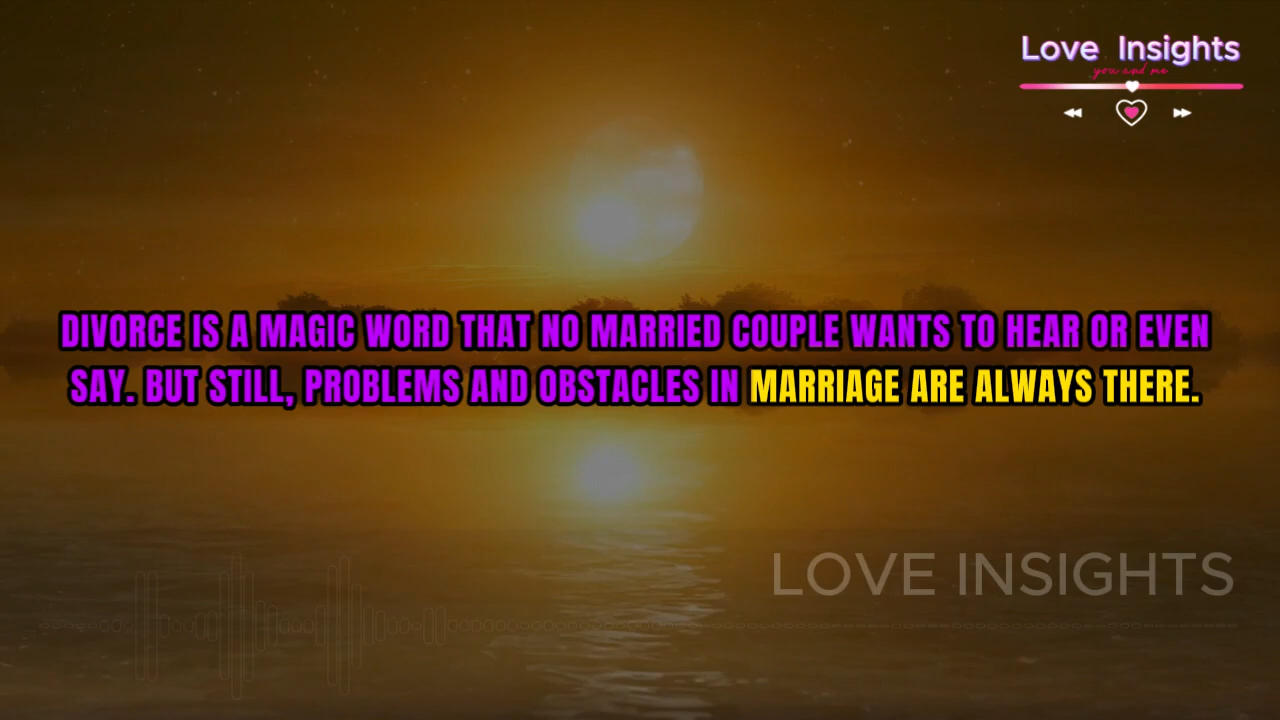 Love Insights
you and me
DIVORCE IS A MAGIC WORD THAT NO MARRIED COUPLE WANTS TO HEAR OR EVEN
SAY. BUT STILL, PROBLEMS AND OBSTACLES IN MARRIAGE ARE ALWAYS THERE.
LOVE INSIGHTS